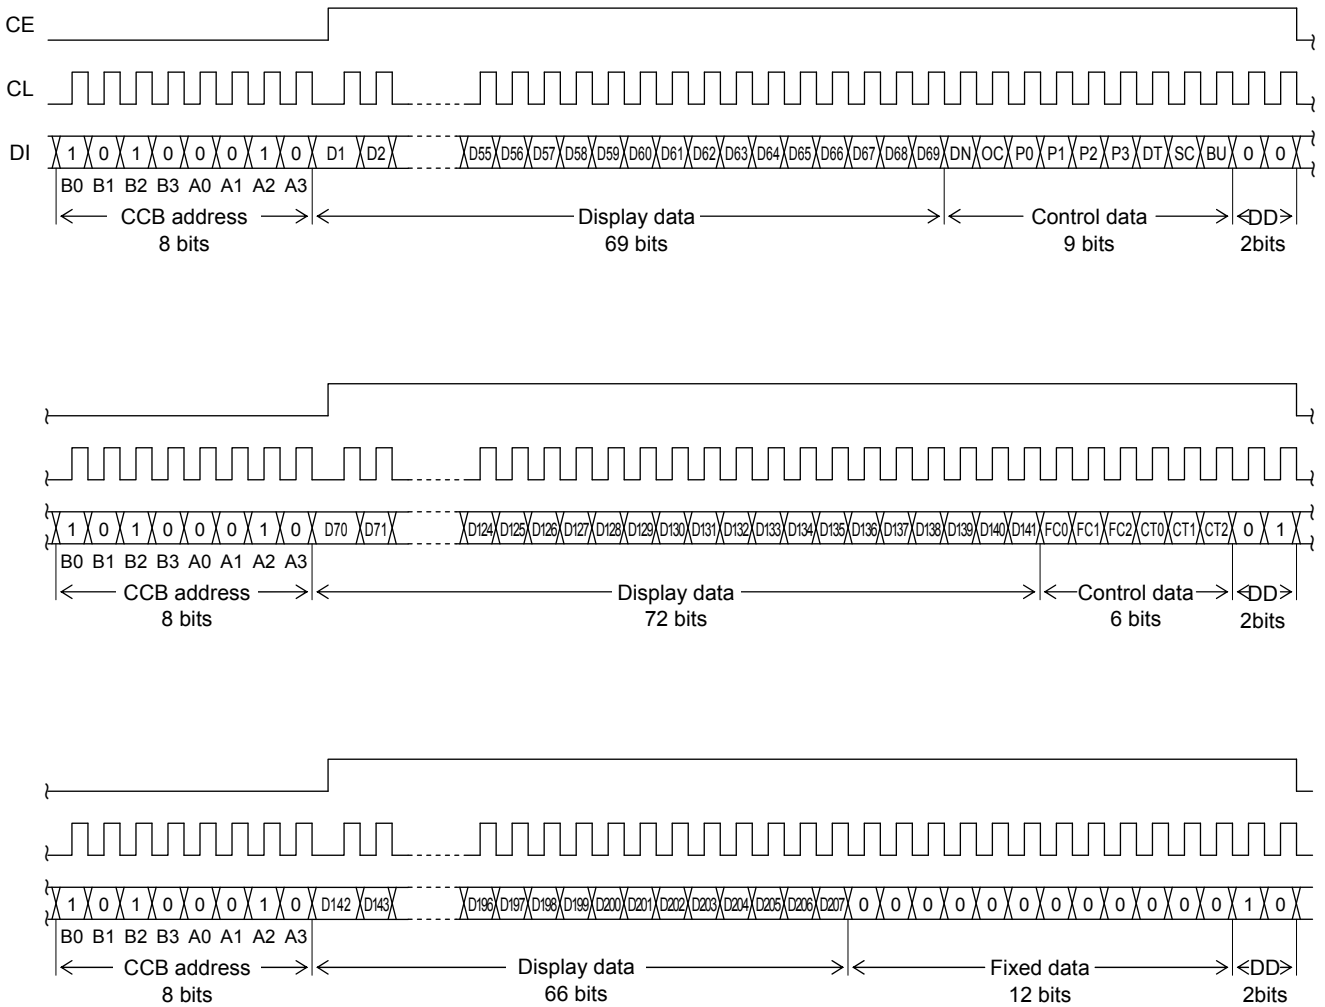 CE
CL
DI 1 0 1 0 0 0 1 0 D1 D2 D55 D56 D57 D58 D59 D60 D61 D62 D63 D64 D65 D66 D67 D68 D69 DN OC P0 P1 P2 P3 DT SC BU 0 0
B0 B1 B2 B3 A0 A1 A2 A3
CCB address Display data Control data DD
8 bits 69 bits 9 bits 2bits
1 0 1 0 0 0 1 0 D70 D71 D124 D125 D126 D127 D128 D129 D130 D131 D132 D133 D134 D135 D136 D137 D138 D139 D140 D141 FC0 FC1 FC2 CT0 CT1 CT2 0 1
B0 B1 B2 B3 A0 A1 A2 A3
CCB address Display data Control data DD
8 bits 72 bits 6 bits 2bits
1 0 1 0 0 0 1 0 D142 D143 D196 D197 D198 D199 D200 D201 D202 D203 D204 D205 D206 D207 0 0 0 0 0 0 0 0 0 0 0 0 1 0
B0 B1 B2 B3 A0 A1 A2 A3
CCB address Display data Fixed data DD
8 bits 66 bits 12 bits 2bits